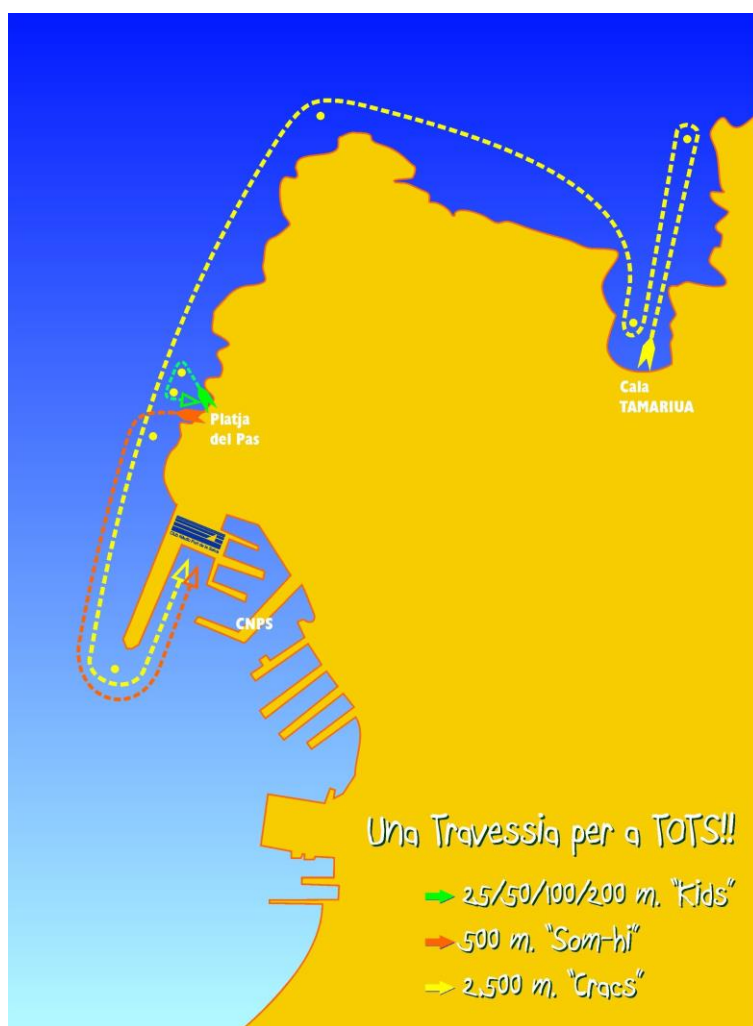 Cala
TAMARIUA
Platja
del Pas
CNPS
Una Travessia per a TOTS!!
25/50/100/200 m. "Kids"
500 m. "Som-hi"
2.500 m. "Cracs"